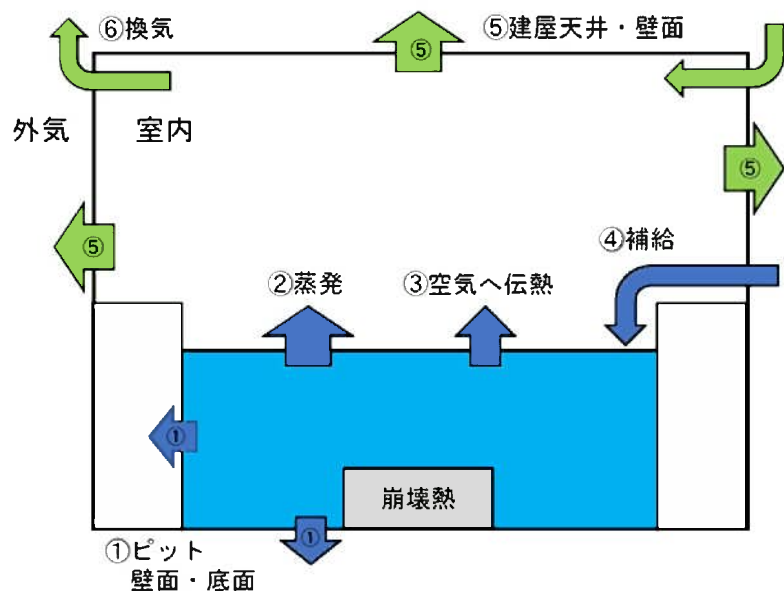 ⑥換気
⑤
⑤建屋天井・壁面
外気
室内
⑤
⑤
④補給
②蒸発
③空気へ伝熱
①
崩壊熱
①
①ピット
壁面・底面